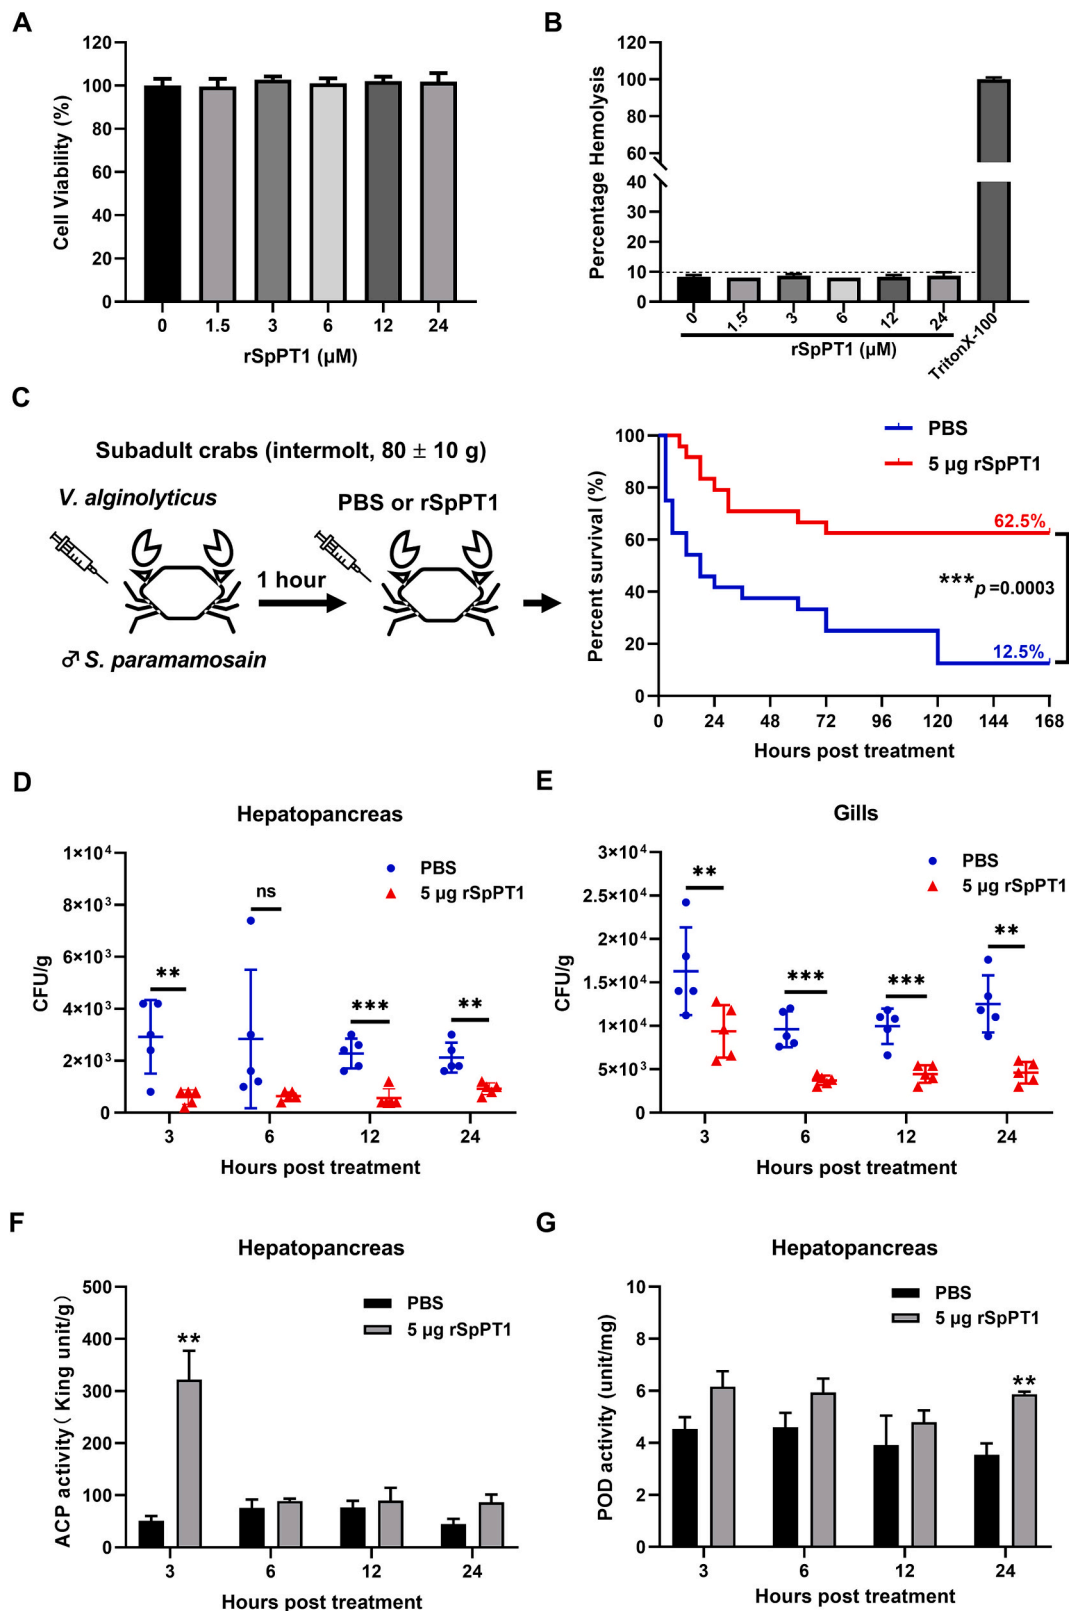 A
120
100
80
60
40
20
0
Cell Viability (%)
0 1.5 3 6 12 24
rSpPT1 (μM)
B
120
100
80
60
40
30
20
10
0
Percentage Hemolysis
0 1.5 3 6 12 24 TritonX-100
rSpPT1 (μM)
C
Subadult crabs (intermolt, 80 ± 10 g)
V. alginolyticus
PBS or rSpPT1
1 hour
♂ S. paramamosain
PBS
5 μg rSpPT1
100
80
60
40
20
0
Percent survival (%)
62.5%
***p=0.0003
12.5%
0 24 48 72 96 120 144 168
Hours post treatment
D
Hepatopancreas
PBS
5 μg rSpPT1
1×10⁴
8×10³
6×10³
4×10³
2×10³
0
CFU/g
** ns *** **
3 6 12 24
Hours post treatment
E
Gills
PBS
5 μg rSpPT1
3×10⁴
2.5×10⁴
2×10⁴
1.5×10⁴
1×10⁴
5×10³
0
CFU/g
** *** *** **
3 6 12 24
Hours post treatment
F
Hepatopancreas
PBS
5 μg rSpPT1
500
400
300
200
100
0
ACP activity（King unit/g）
**
3 6 12 24
Hours post treatment
G
Hepatopancreas
PBS
5 μg rSpPT1
10
8
6
4
2
0
POD activity (unit/mg)
**
3 6 12 24
Hours post treatment